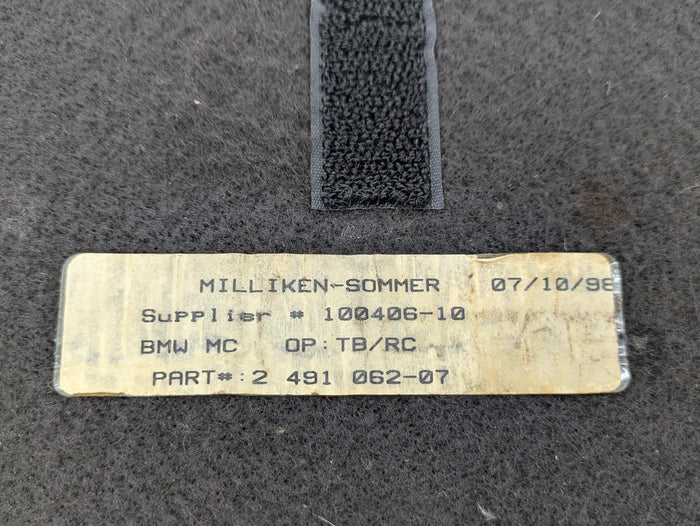 MILLIKEN-SOMMER 07/10/98
Supplier # 100406-10
BMW MC OP:TB/RC
PART#:2 491 062-07